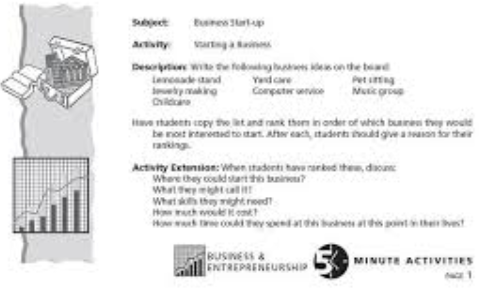 Subject: Business Start-up
Activity: Starting a Business
Description: Write the following business ideas on the board:
Lemonade stand Yard care Pet sitting
Jewelry making Computer service Music group
Childcare
Have students copy the list and rank them in order of which business they would
be most interested to start. After each, students should give a reason for their
rankings.
Activity Extension: When students have ranked these, discuss:
Where they could start this business?
What they might call it?
What skills they might need?
How much would it cost?
How much time could they spend at this business at this point in their lives?
BUSINESS &
ENTREPRENEURSHIP
5 MINUTE ACTIVITIES
PAGE 1